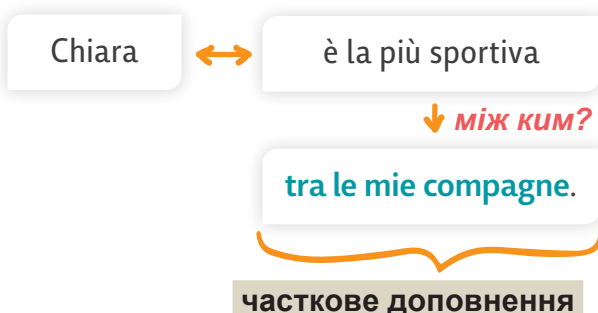 Chiara
è la più sportiva
між ким?
tra le mie compagne.
часткове доповнення